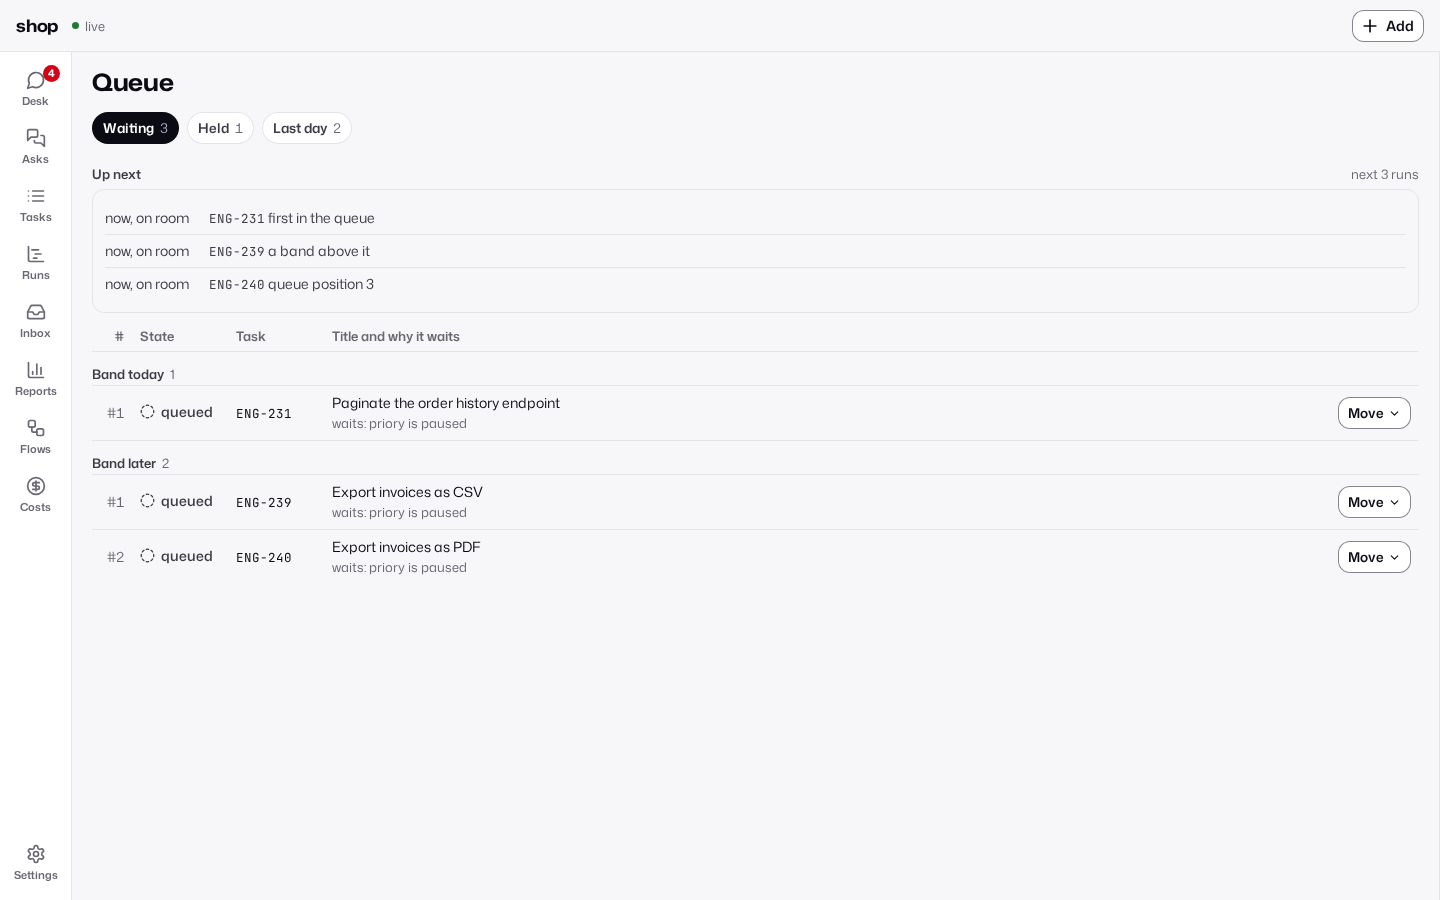 shop live
Add
4
Desk
Asks
Tasks
Runs
Inbox
Reports
Flows
Costs
Settings
Queue
Waiting 3 Held 1 Last day 2
Up next next 3 runs
now, on room ENG-231 first in the queue
now, on room ENG-239 a band above it
now, on room ENG-240 queue position 3
# State Task Title and why it waits
Band today 1
#1 queued ENG-231 Paginate the order history endpoint
waits: priory is paused
Move
Band later 2
#1 queued ENG-239 Export invoices as CSV
waits: priory is paused
Move
#2 queued ENG-240 Export invoices as PDF
waits: priory is paused
Move